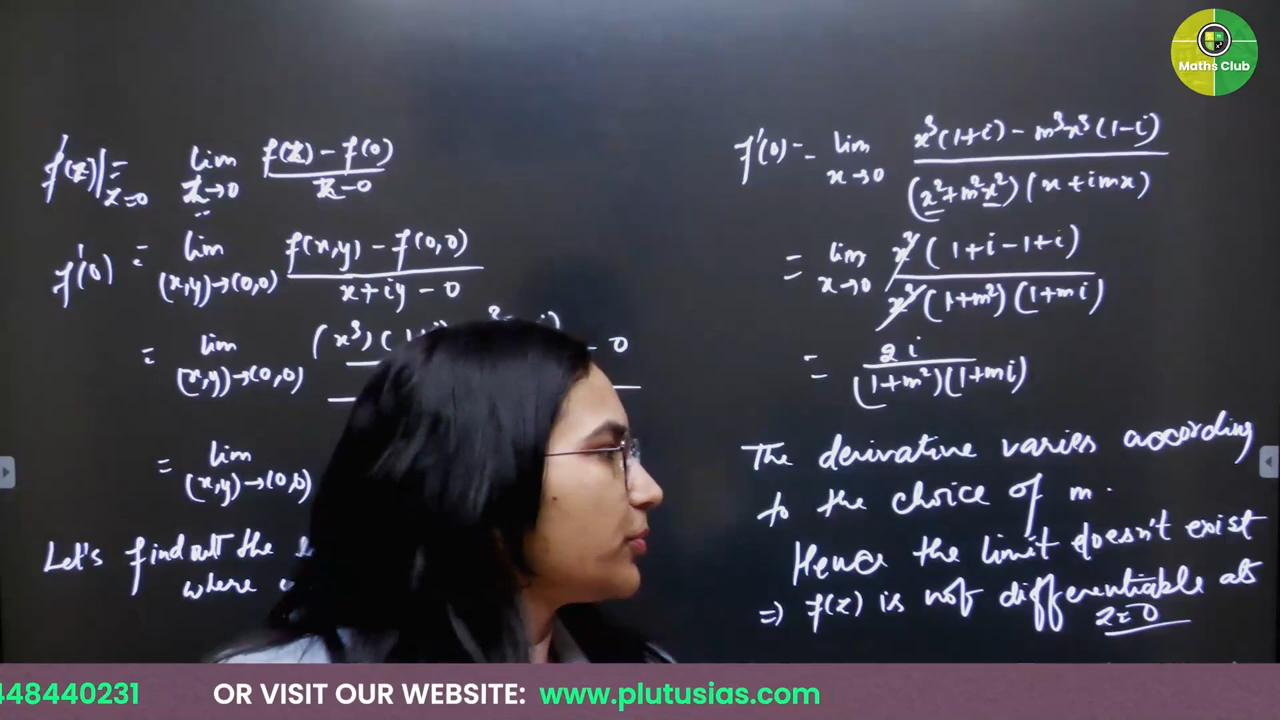 Maths Club
f'(z)|z=0 = lim z→0 f(z) – f(0) / z – 0
f'(0) = lim (x,y)→(0,0) f(x,y) – f(0,0) / x+iy – 0
= lim (x,y)→(0,0) (x³)( – 0
= lim (x,y)→(0,0)
Let's find out the
where
f'(0) = lim x→0 x³(1+i) – m³x³(1–i) / (x²+m²x²)(x+imx)
= lim x→0 x³(1+i–1+i) / x³(1+m²)(1+mi)
= 2i / (1+m²)(1+mi)
The derivative varies according
to the choice of m.
Hence the limit doesn't exist
⇒ f(z) is not differentiable at
z=0
448440231 OR VISIT OUR WEBSITE: www.plutusias.com